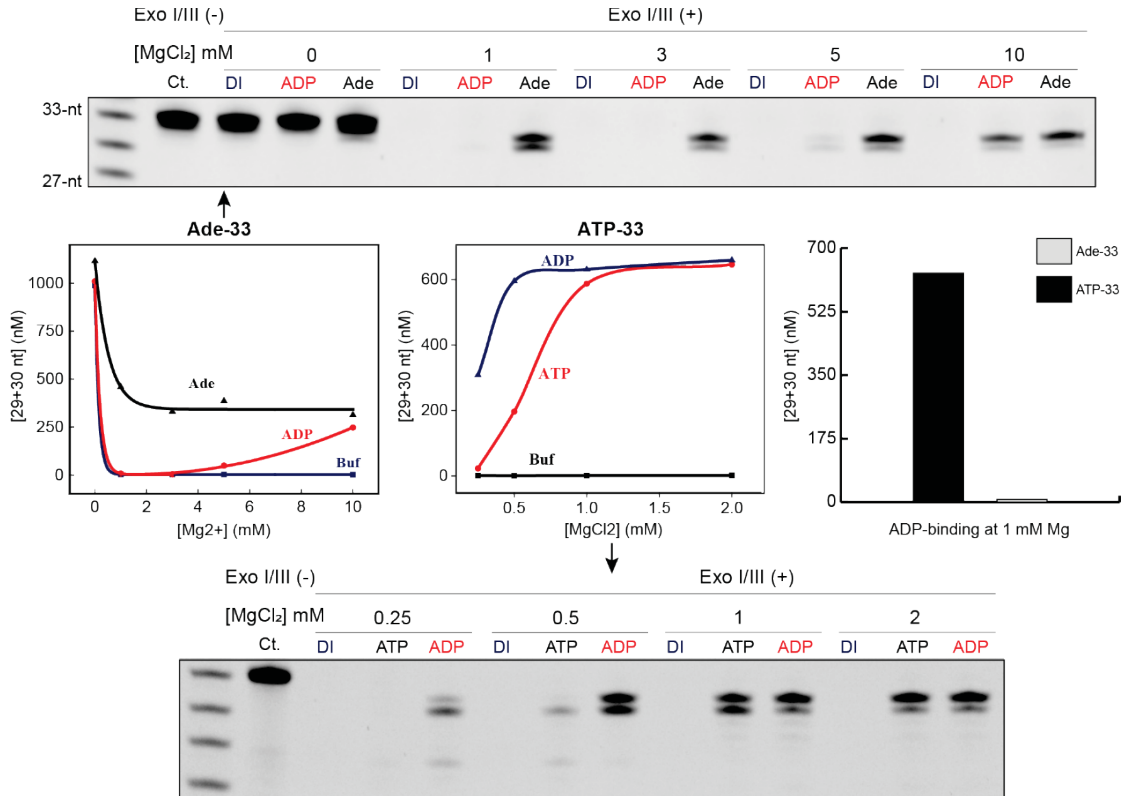 Exo I/III (-) Exo I/III (+)
[MgCl₂] mM 0 1 3 5 10
Ct. DI ADP Ade DI ADP Ade DI ADP Ade DI ADP Ade DI ADP Ade
33-nt
27-nt
Ade-33
[29+30 nt] (nM)
1000
750
500
250
0
Ade
ADP
Buf
0 2 4 6 8 10
[Mg2+] (mM)
ATP-33
[29+30 nt] (nM)
600
400
200
0
ADP
ATP
Buf
0.5 1.0 1.5 2.0
[MgCl2] (mM)
[29+30 nt] (nM)
700
525
350
175
0
Ade-33
ATP-33
ADP-binding at 1 mM Mg
Exo I/III (-) Exo I/III (+)
[MgCl₂] mM 0.25 0.5 1 2
Ct. DI ATP ADP DI ATP ADP DI ATP ADP DI ATP ADP